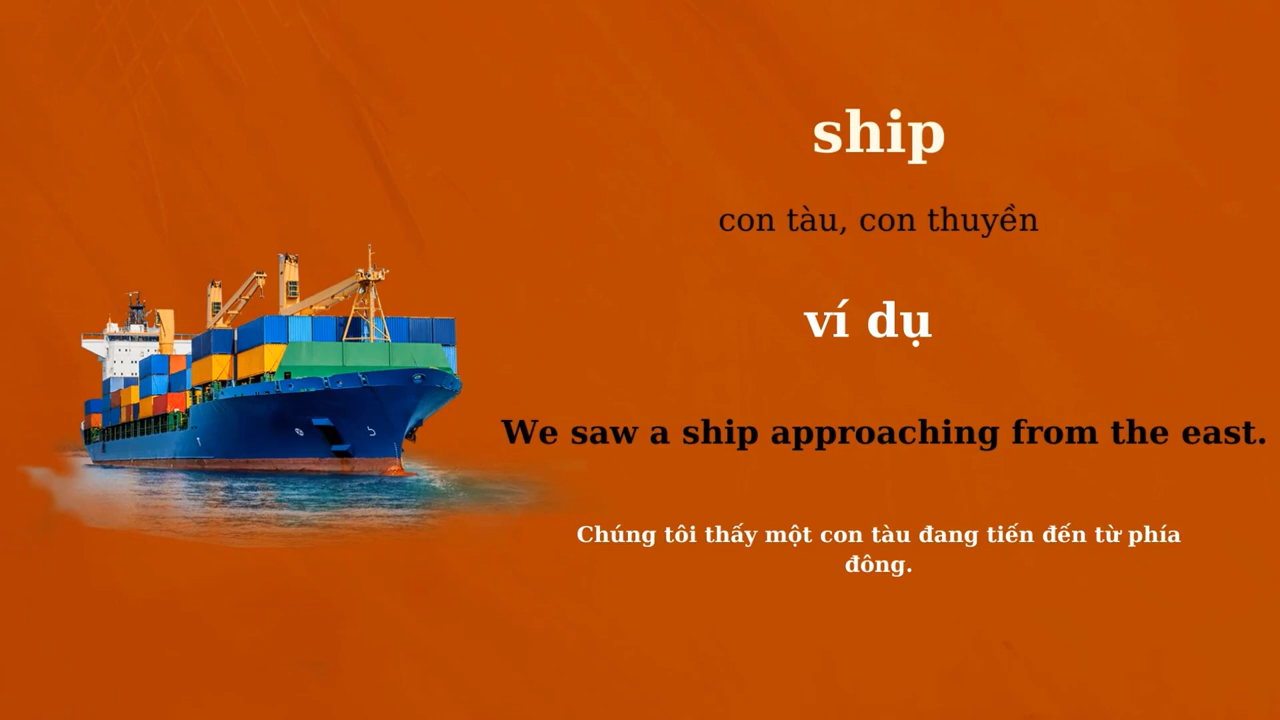 ship
con tàu, con thuyền
ví dụ
We saw a ship approaching from the east.
Chúng tôi thấy một con tàu đang tiến đến từ phía
đông.